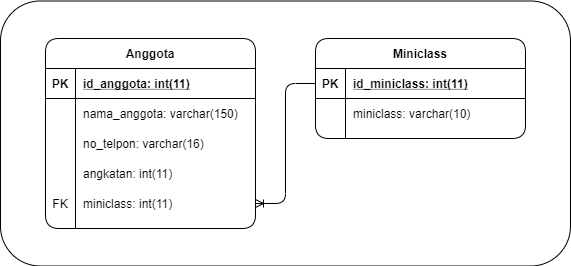 Anggota
PK id_anggota: int(11)
nama_anggota: varchar(150)
no_telpon: varchar(16)
angkatan: int(11)
FK miniclass: int(11)
Miniclass
PK id_miniclass: int(11)
miniclass: varchar(10)